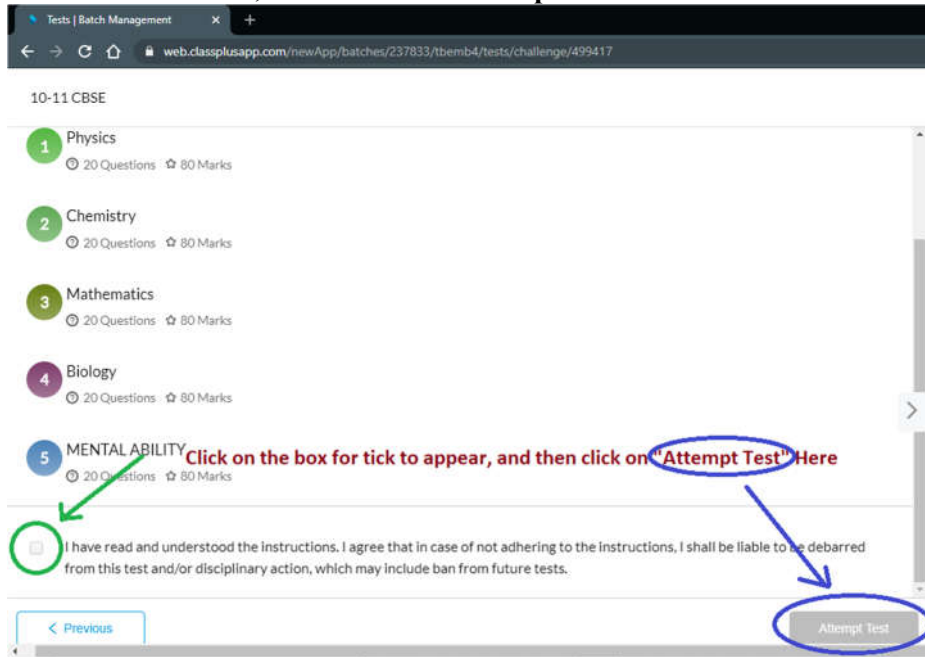 Tests | Batch Management
web.classplusapp.com/newApp/batches/237833/tbemb4/tests/challenge/499417
10-11 CBSE
1 Physics
20 Questions 80 Marks
2 Chemistry
20 Questions 80 Marks
3 Mathematics
20 Questions 80 Marks
4 Biology
20 Questions 80 Marks
5 MENTAL ABILITY
Click on the box for tick to appear, and then click on "Attempt Test" Here
20 Questions 80 Marks
I have read and understood the instructions. I agree that in case of not adhering to the instructions, I shall be liable to be debarred
from this test and/or disciplinary action, which may include ban from future tests.
< Previous
Attempt Test